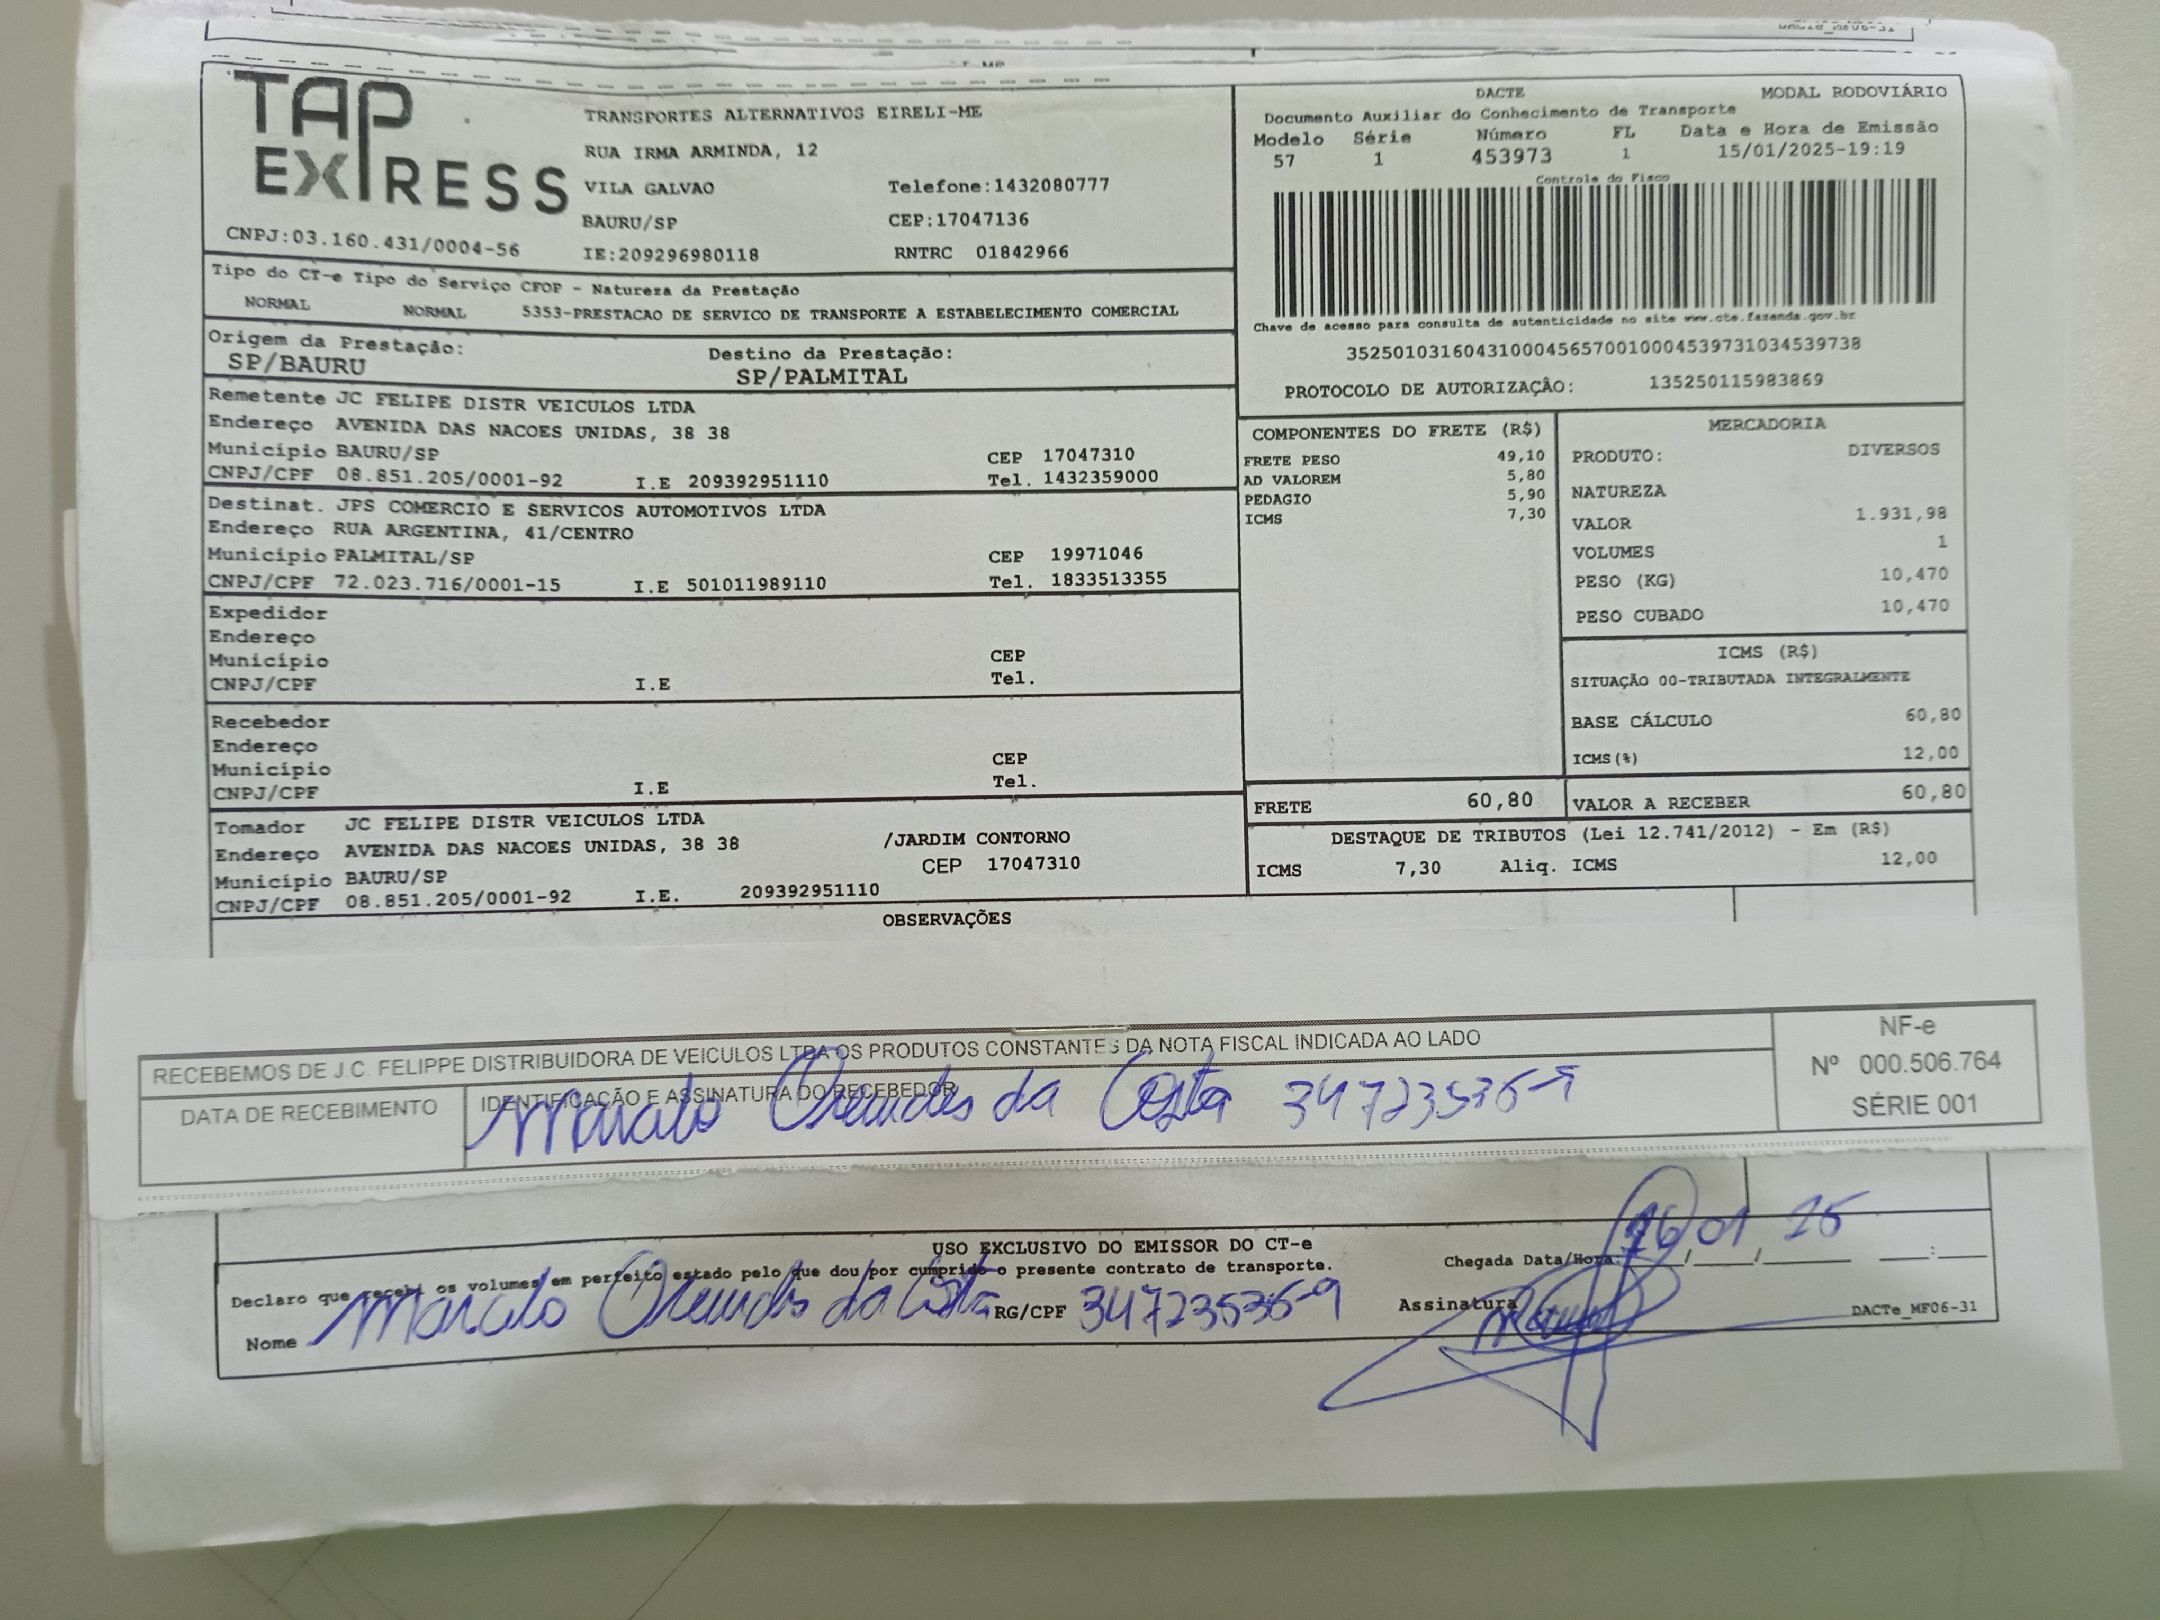 DACTe_MF06-31
TAP EXPRESS
TRANSPORTES ALTERNATIVOS EIRELI-ME
RUA IRMA ARMINDA, 12
VILA GALVAO Telefone:1432080777
BAURU/SP CEP:17047136
CNPJ:03.160.431/0004-56 IE:209296980118 RNTRC 01842966
DACTE MODAL RODOVIÁRIO
Documento Auxiliar do Conhecimento de Transporte
Modelo Série Número FL Data e Hora de Emissão
57 1 453973 1 15/01/2025-19:19
Controle do Fisco
Chave de acesso para consulta de autenticidade no site www.cte.fazenda.gov.br
35250103160431000456570010004539731034539738
PROTOCOLO DE AUTORIZAÇÃO: 135250115983869
Tipo do CT-e Tipo do Serviço CFOP - Natureza da Prestação
NORMAL NORMAL 5353-PRESTACAO DE SERVICO DE TRANSPORTE A ESTABELECIMENTO COMERCIAL
Origem da Prestação: Destino da Prestação:
SP/BAURU SP/PALMITAL
Remetente JC FELIPE DISTR VEICULOS LTDA
Endereço AVENIDA DAS NACOES UNIDAS, 38 38
Município BAURU/SP CEP 17047310
CNPJ/CPF 08.851.205/0001-92 I.E 209392951110 Tel. 1432359000
Destinat. JPS COMERCIO E SERVICOS AUTOMOTIVOS LTDA
Endereço RUA ARGENTINA, 41/CENTRO
Município PALMITAL/SP CEP 19971046
CNPJ/CPF 72.023.716/0001-15 I.E 501011989110 Tel. 1833513355
Expedidor
Endereço
Município CEP
CNPJ/CPF I.E Tel.
Recebedor
Endereço
Município CEP
CNPJ/CPF I.E Tel.
Tomador JC FELIPE DISTR VEICULOS LTDA
Endereço AVENIDA DAS NACOES UNIDAS, 38 38 /JARDIM CONTORNO
Município BAURU/SP CEP 17047310
CNPJ/CPF 08.851.205/0001-92 I.E. 209392951110
COMPONENTES DO FRETE (R$)
FRETE PESO 49,10
AD VALOREM 5,80
PEDAGIO 5,90
ICMS 7,30
MERCADORIA
PRODUTO: DIVERSOS
NATUREZA
VALOR 1.931,98
VOLUMES 1
PESO (KG) 10,470
PESO CUBADO 10,470
ICMS (R$)
SITUAÇÃO 00-TRIBUTADA INTEGRALMENTE
BASE CÁLCULO 60,80
ICMS(%) 12,00
FRETE 60,80 VALOR A RECEBER 60,80
DESTAQUE DE TRIBUTOS (Lei 12.741/2012) - Em (R$)
ICMS 7,30 Aliq. ICMS 12,00
OBSERVAÇÕES
RECEBEMOS DE J.C. FELIPPE DISTRIBUIDORA DE VEICULOS LTDA OS PRODUTOS CONSTANTES DA NOTA FISCAL INDICADA AO LADO
DATA DE RECEBIMENTO IDENTIFICAÇÃO E ASSINATURA DO RECEBEDOR
da Costa
NF-e
Nº 000.506.764
SÉRIE 001
USO EXCLUSIVO DO EMISSOR DO CT-e
Declaro que recebi os volumes em perfeito estado pelo que dou por cumprido o presente contrato de transporte.
Chegada Data/Hora: 16/01/25 :
Nome da Costa RG/CPF 34723536-9 Assinatura
DACTe_MF06-31